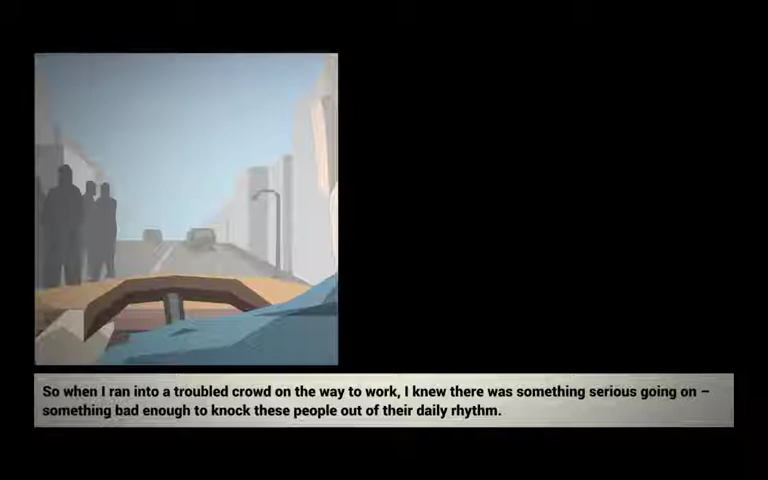 So when I ran into a troubled crowd on the way to work, I knew there was something serious going on –
something bad enough to knock these people out of their daily rhythm.